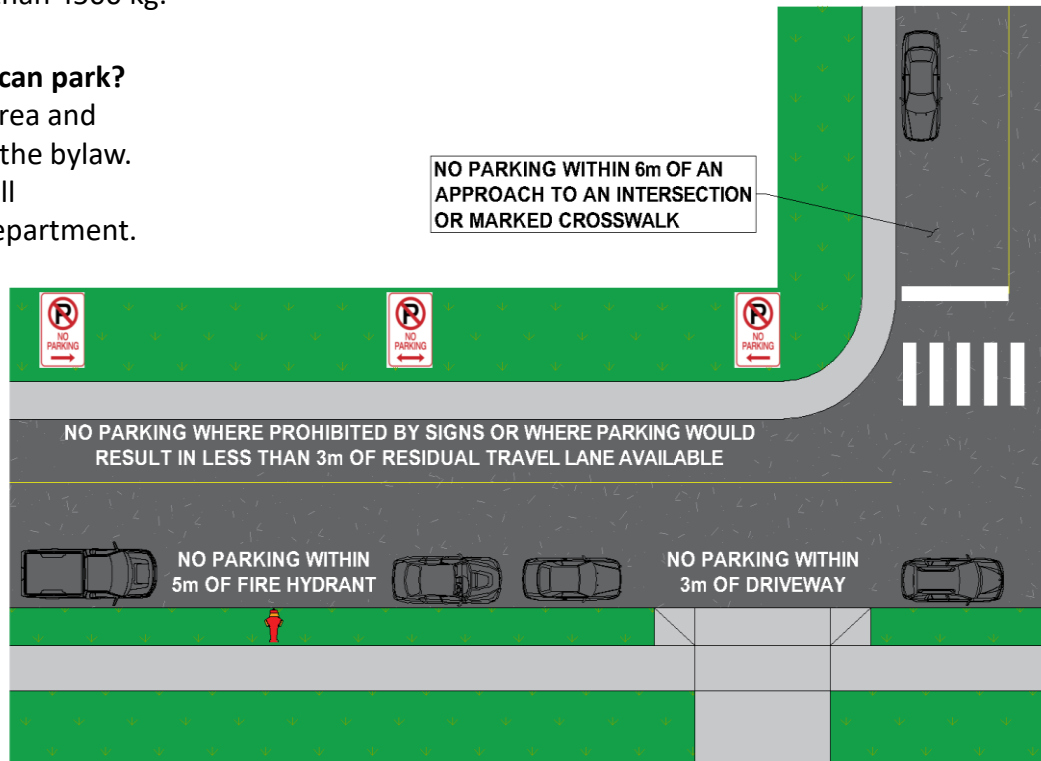 than 4500 kg.
can park?
rea and
the bylaw.
ll
epartment.
NO PARKING WITHIN 6m OF AN
APPROACH TO AN INTERSECTION
OR MARKED CROSSWALK
P
NO
PARKING
P
NO
PARKING
P
NO
PARKING
NO PARKING WHERE PROHIBITED BY SIGNS OR WHERE PARKING WOULD
RESULT IN LESS THAN 3m OF RESIDUAL TRAVEL LANE AVAILABLE
NO PARKING WITHIN
5m OF FIRE HYDRANT
NO PARKING WITHIN
3m OF DRIVEWAY